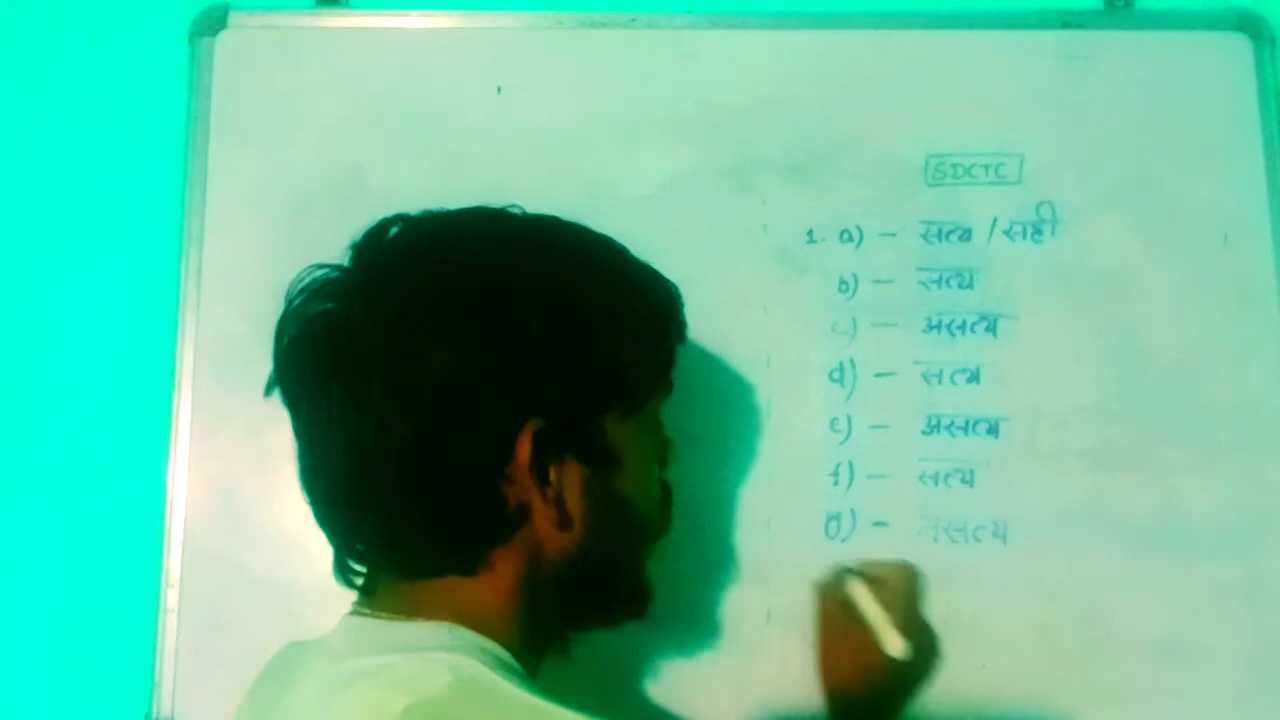 SDCTC
1. a) – सत्य / सही
b) – सत्य
c) – असत्य
d) – सत्य
e) – असत्य
f) – सत्य
g) – असत्य